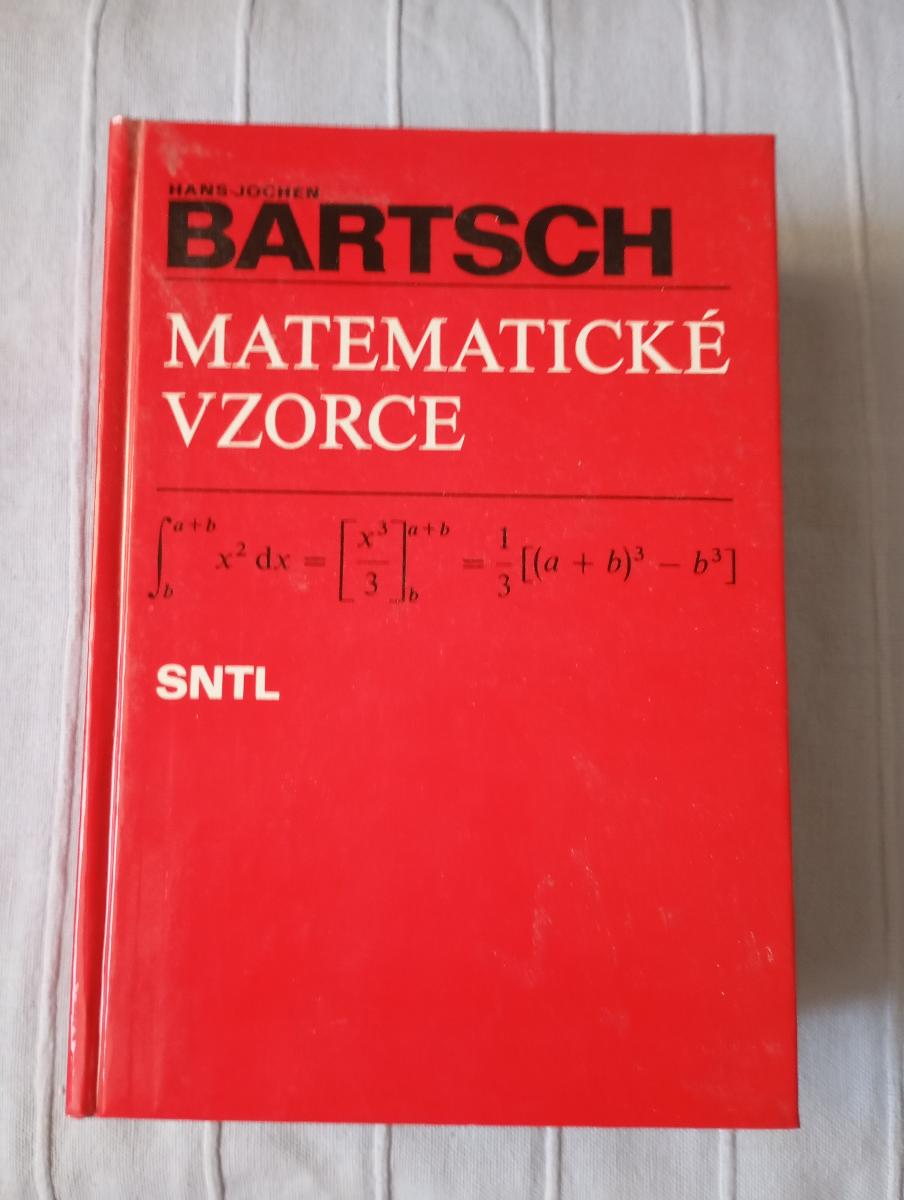 HANS-JOCHEN
BARTSCH
MATEMATICKÉ
VZORCE
∫_b^{a+b} x² dx = [x³/3]_b^{a+b} = 1/3 [(a + b)³ − b³]
SNTL